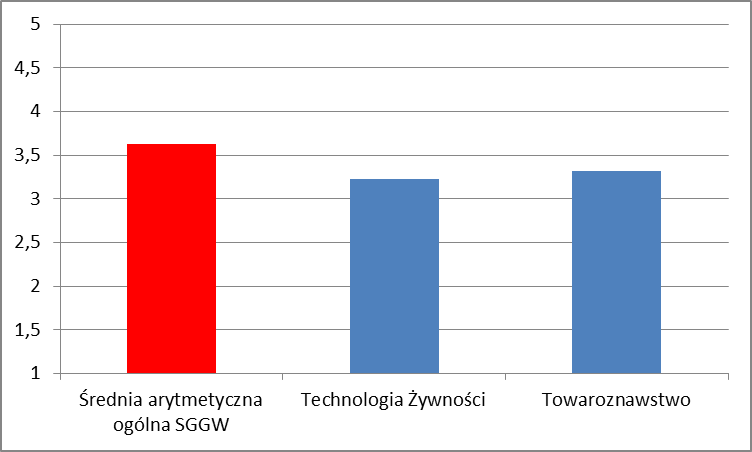 5
4,5
4
3,5
3
2,5
2
1,5
1
Średnia arytmetyczna
ogólna SGGW
Technologia Żywności
Towaroznawstwo